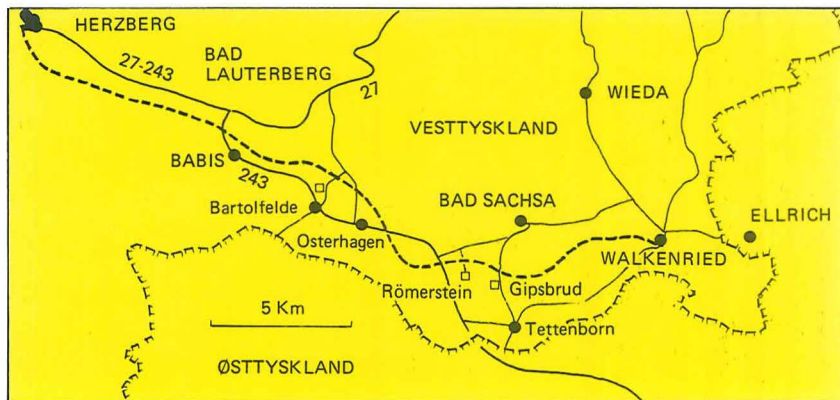 HERZBERG
27-243
BAD
LAUTERBERG
27
WIEDA
VESTTYSKLAND
BABIS
243
Bartolfelde
BAD SACHSA
ELLRICH
Osterhagen
WALKENRIED
Römerstein
Gipsbrud
5 Km
Tettenborn
ØSTTYSKLAND